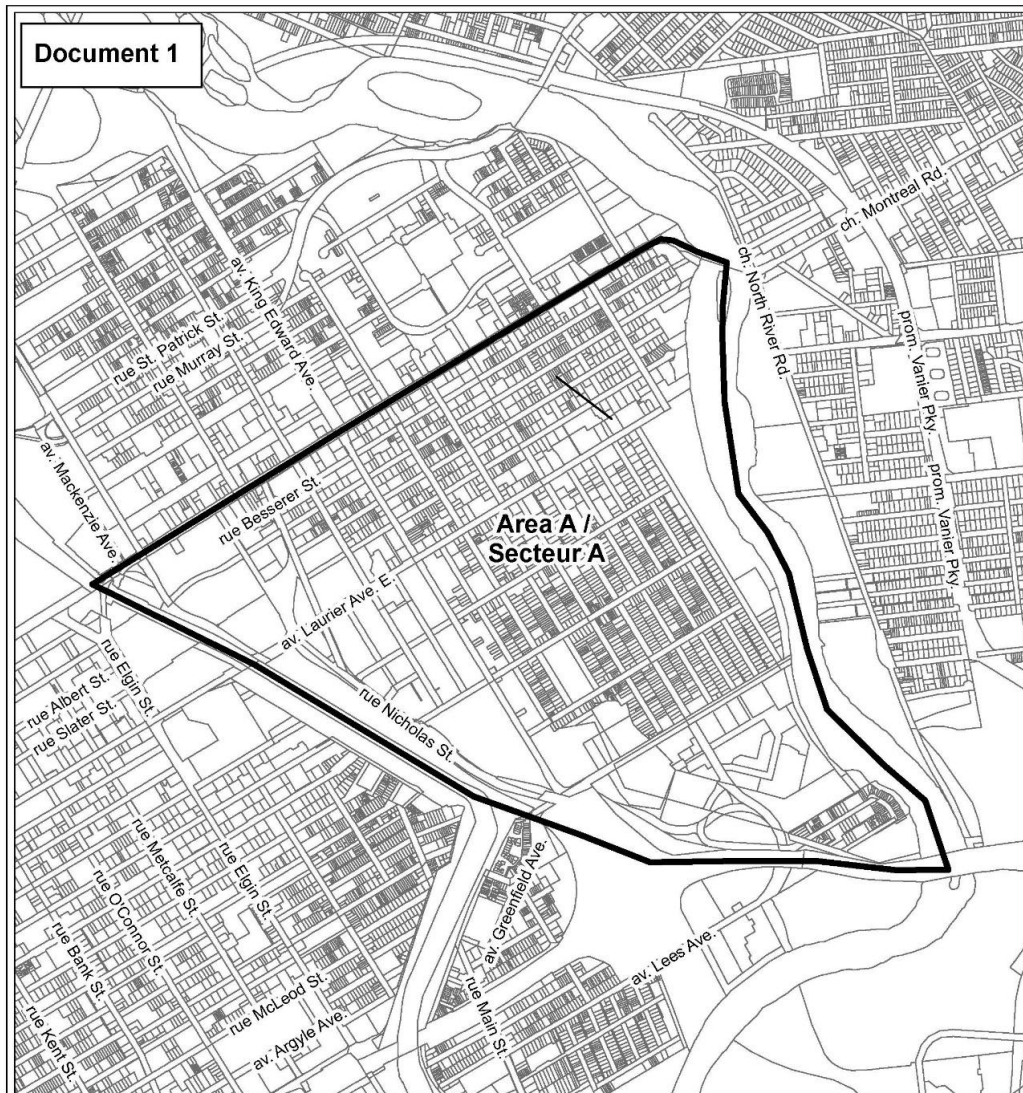 Document 1
ch. Montreal Rd.
av. King Edward Ave.
ch. North River Rd.
rue St. Patrick St.
rue Murray St.
prom. Vanier Pky.
av. Mackenzie Ave.
rue Besserer St.
prom. Vanier Pky.
Area A /
Secteur A
av. Laurier Ave. E.
rue Elgin St.
rue Albert St.
rue Slater St.
rue Nicholas St.
rue Metcalfe St.
rue Elgin St.
rue O'Connor St.
av. Greenfield Ave.
rue Bank St.
av. Lees Ave.
rue McLeod St.
rue Main St.
rue Kent St.
av. Argyle Ave.